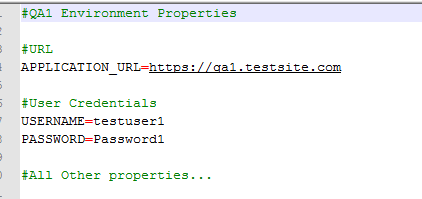 #QA1 Environment Properties
#URL
APPLICATION_URL=https://qa1.testsite.com
#User Credentials
USERNAME=testuser1
PASSWORD=Password1
#All Other properties...